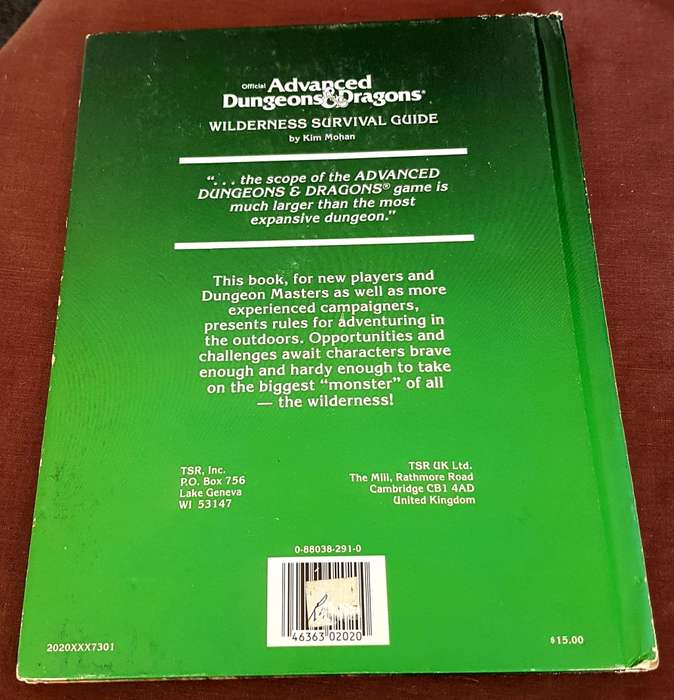 Official Advanced
Dungeons & Dragons®
WILDERNESS SURVIVAL GUIDE
by Kim Mohan
". . . the scope of the ADVANCED
DUNGEONS & DRAGONS® game is
much larger than the most
expansive dungeon."
This book, for new players and
Dungeon Masters as well as more
experienced campaigners,
presents rules for adventuring in
the outdoors. Opportunities and
challenges await characters brave
enough and hardy enough to take
on the biggest "monster" of all
— the wilderness!
TSR, Inc.
P.O. Box 756
Lake Geneva
WI 53147
TSR UK Ltd.
The Mill, Rathmore Road
Cambridge CB1 4AD
United Kingdom
0-88038-291-0
46363 02020
2020XXX7301
$15.00